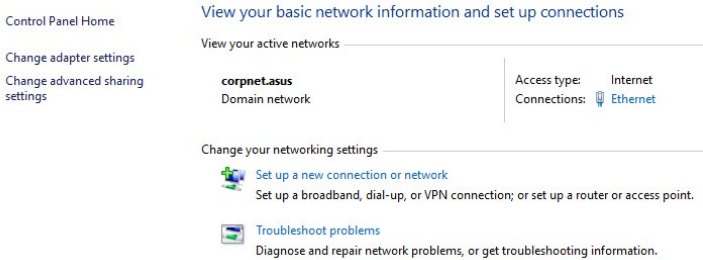 Control Panel Home
Change adapter settings
Change advanced sharing
settings
View your basic network information and set up connections
View your active networks
corpnet.asus
Domain network
Access type: Internet
Connections: Ethernet
Change your networking settings
Set up a new connection or network
Set up a broadband, dial-up, or VPN connection; or set up a router or access point.
Troubleshoot problems
Diagnose and repair network problems, or get troubleshooting information.